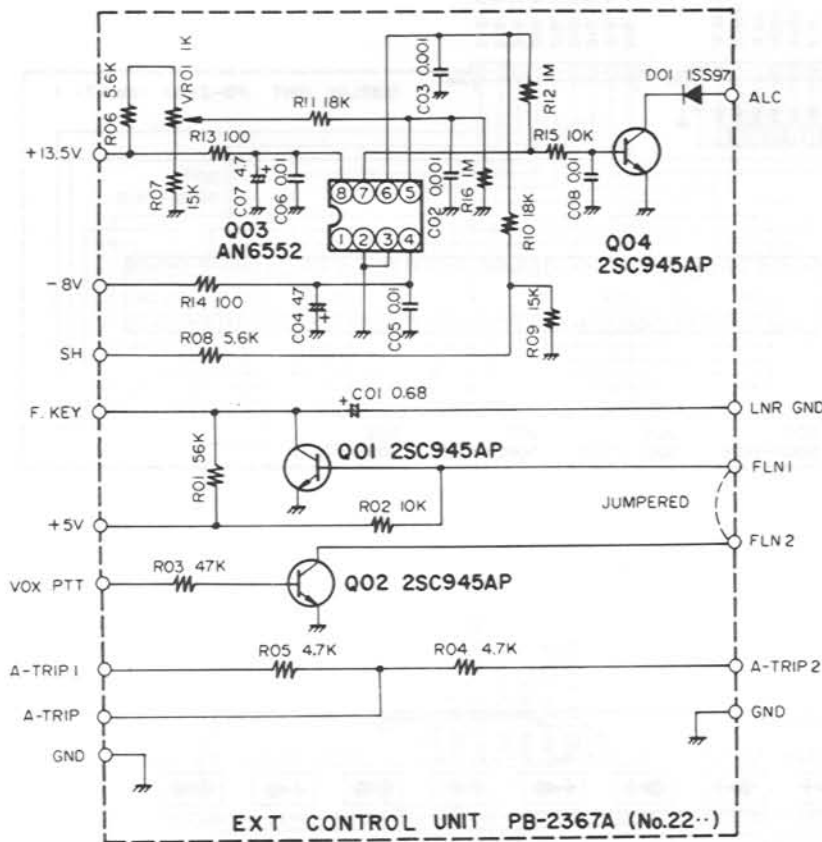 R06 5.6K
VR01 1K
R11 18K
C03 0.001
R12 1M
D01 1SS97
ALC
+13.5V
R13 100
R15 10K
R07 15K
C07 4.7
+
C06 0.01
8 7 6 5
1 2 3 4
C02 0.001
R16 1M
R10 18K
C08 0.01
Q03
AN6552
Q04
2SC945AP
-8V
R14 100
C04 47
+
C05 0.01
R09 15K
SH
R08 5.6K
F. KEY
+
C01 0.68
LNR GND
R01 56K
Q01 2SC945AP
FLN1
R02 10K
JUMPERED
+5V
FLN2
VOX PTT
R03 47K
Q02 2SC945AP
R05 4.7K
R04 4.7K
A-TRIP1
A-TRIP2
A-TRIP
GND
GND
EXT CONTROL UNIT PB-2367A (No.22··)